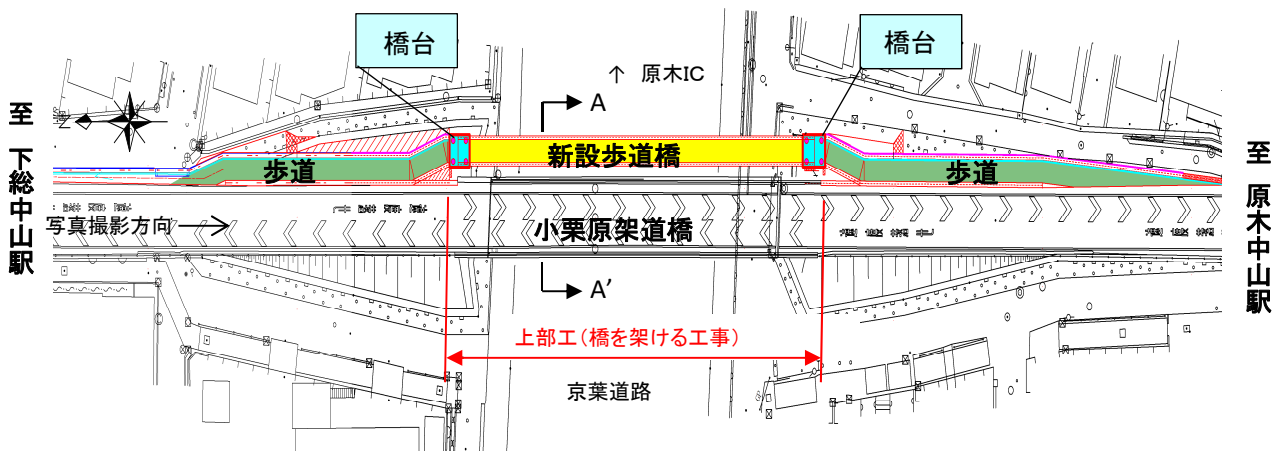 橋台
橋台
↑ 原木IC
A
至 下総中山駅
Z
新設歩道橋
歩道
歩道
至 原木中山駅
写真撮影方向
小栗原架道橋
A'
上部工(橋を架ける工事)
京葉道路